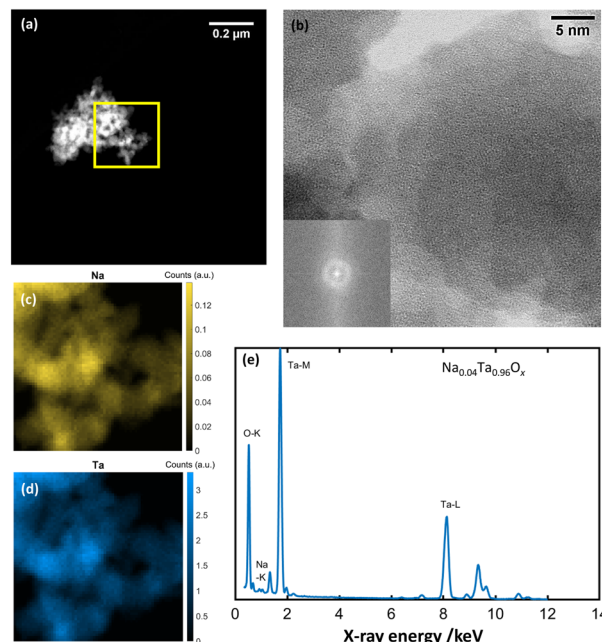 (a)
0.2 µm
(b)
5 nm
Na
Counts (a.u.)
(c)
0.12
0.1
0.08
0.06
0.04
0.02
0
Ta
Counts (a.u.)
(d)
3
2.5
2
1.5
1
0.5
0
(e)
Na0.04Ta0.96Ox
Ta-M
O-K
Na
-K
Ta-L
0 2 4 6 8 10 12 14
X-ray energy /keV